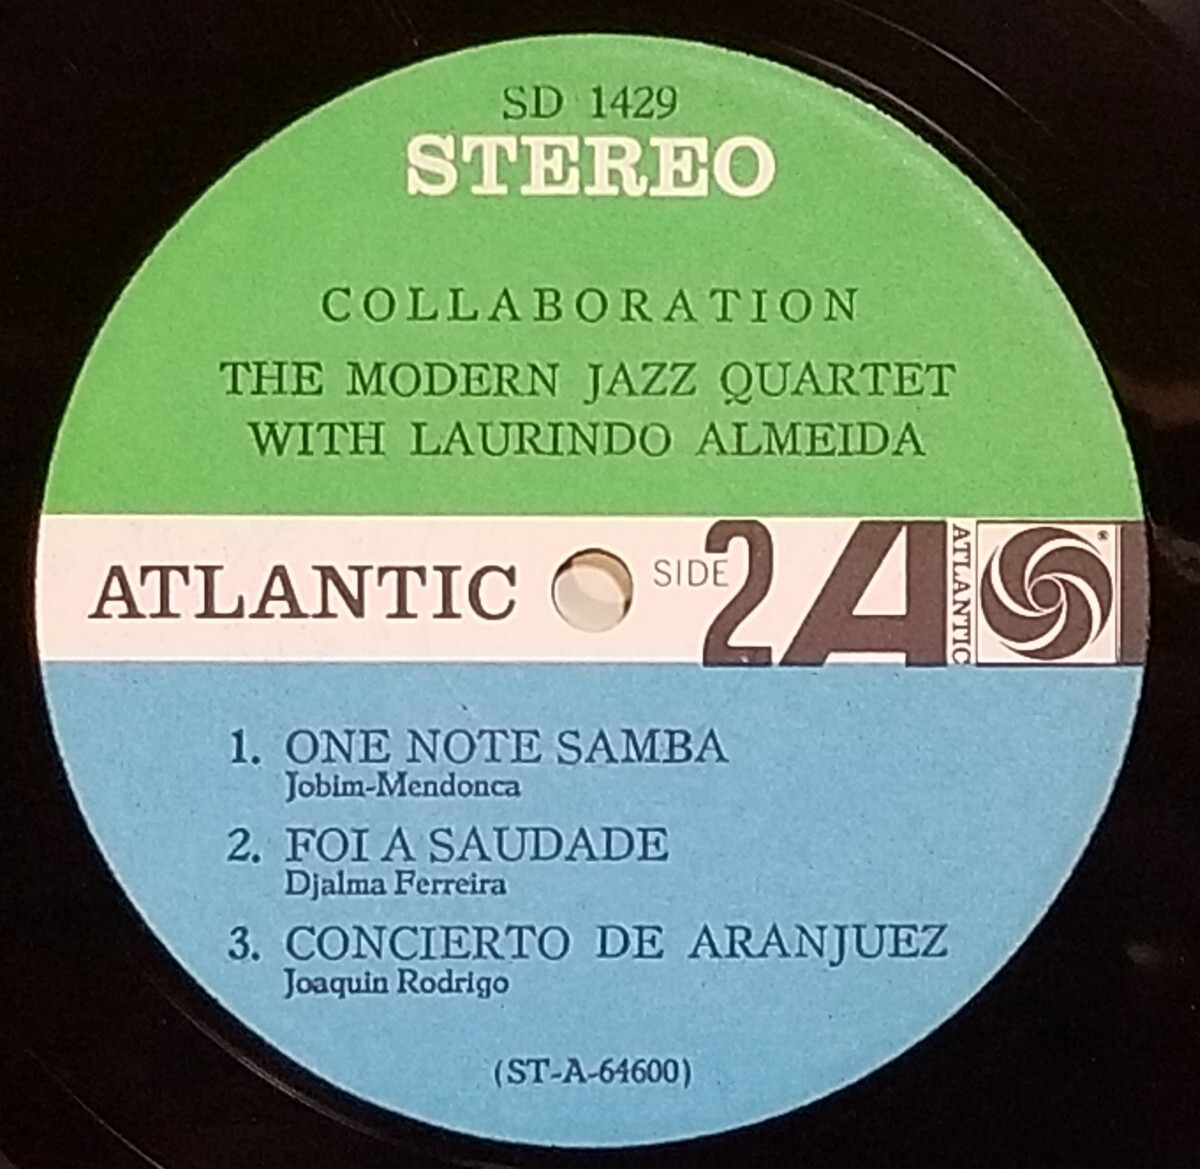 SD 1429
STEREO
COLLABORATION
THE MODERN JAZZ QUARTET
WITH LAURINDO ALMEIDA
ATLANTIC
SIDE 2
A
ATLANTIC
®
1. ONE NOTE SAMBA
Jobim-Mendonca
2. FOI A SAUDADE
Djalma Ferreira
3. CONCIERTO DE ARANJUEZ
Joaquin Rodrigo
(ST-A-64600)